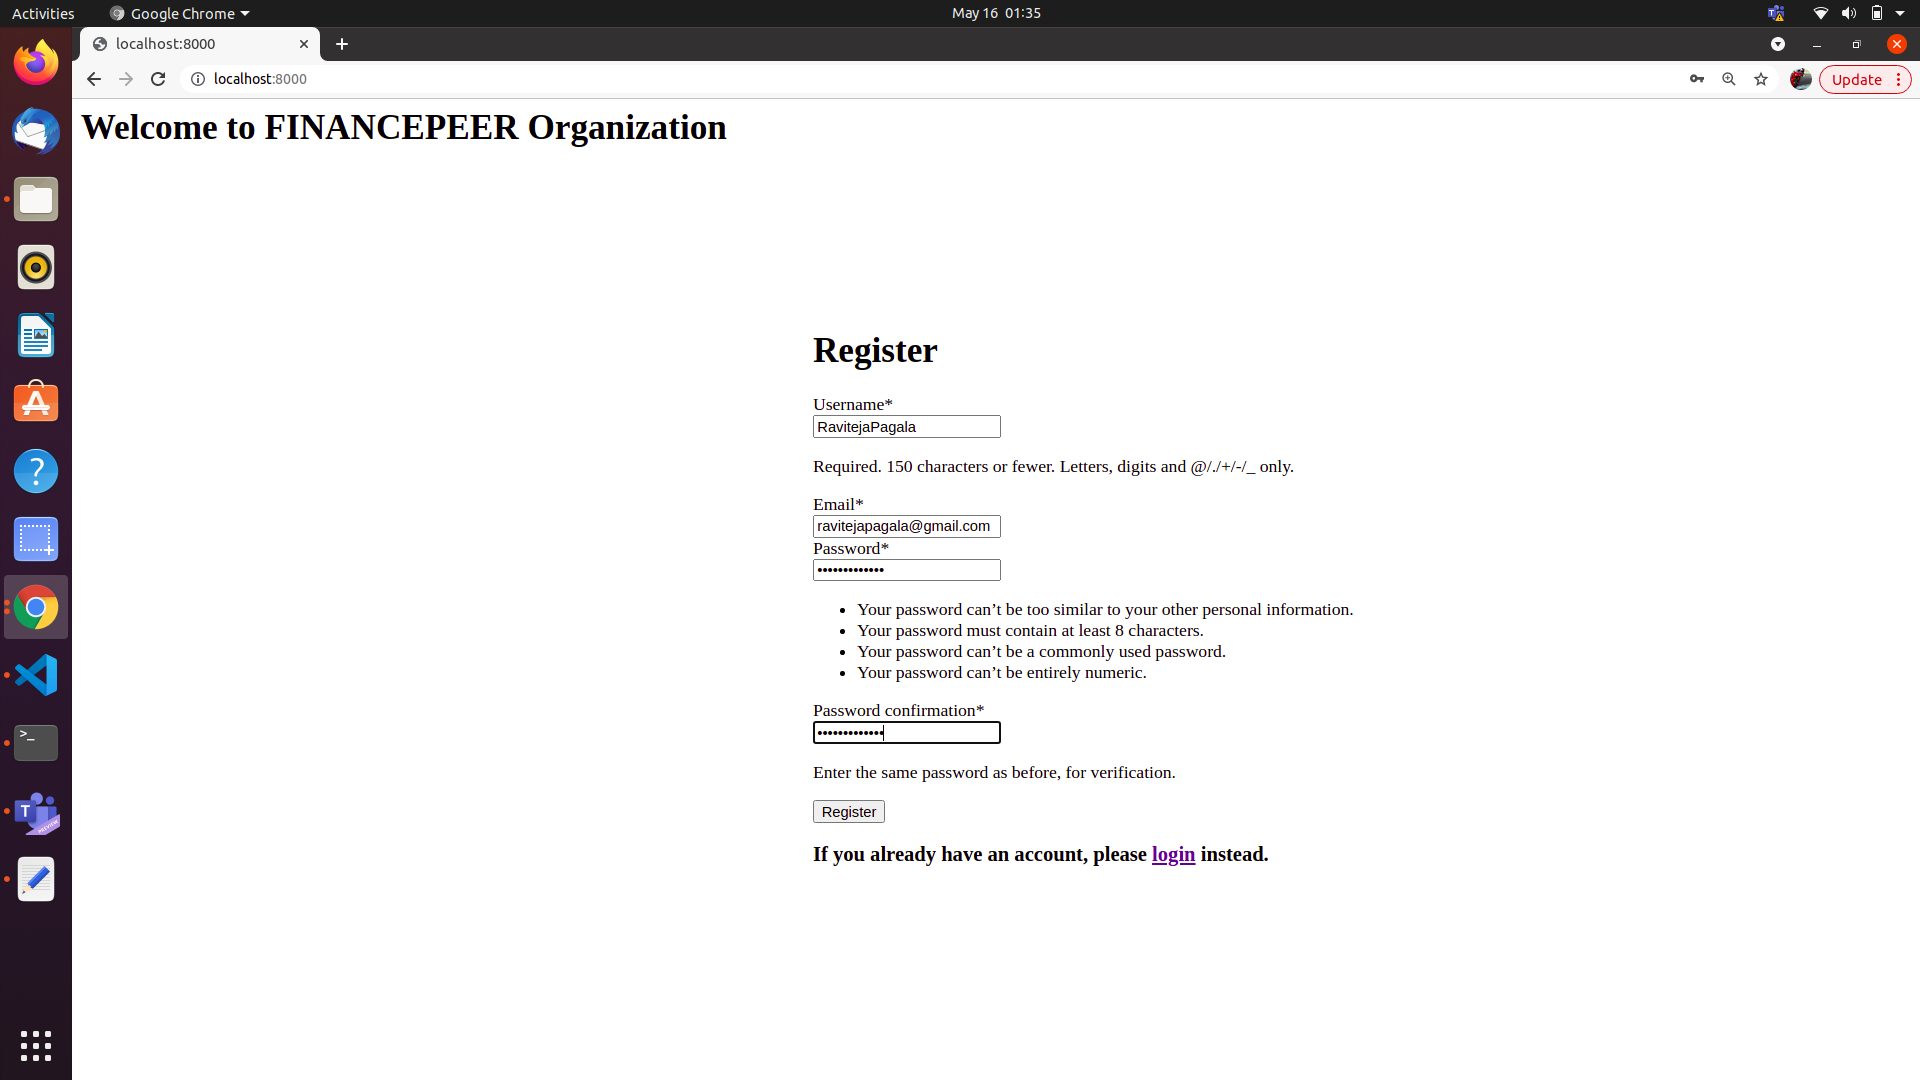 Activities
Google Chrome
May 16 01:35
localhost:8000
localhost:8000
Update
Welcome to FINANCEPEER Organization
Register
Username*
RavitejaPagala
Required. 150 characters or fewer. Letters, digits and @/./+/-/_ only.
Email*
ravitejapagala@gmail.com
Password*
•••••••••••••
• Your password can’t be too similar to your other personal information.
• Your password must contain at least 8 characters.
• Your password can’t be a commonly used password.
• Your password can’t be entirely numeric.
Password confirmation*
•••••••••••••
Enter the same password as before, for verification.
Register
If you already have an account, please login instead.